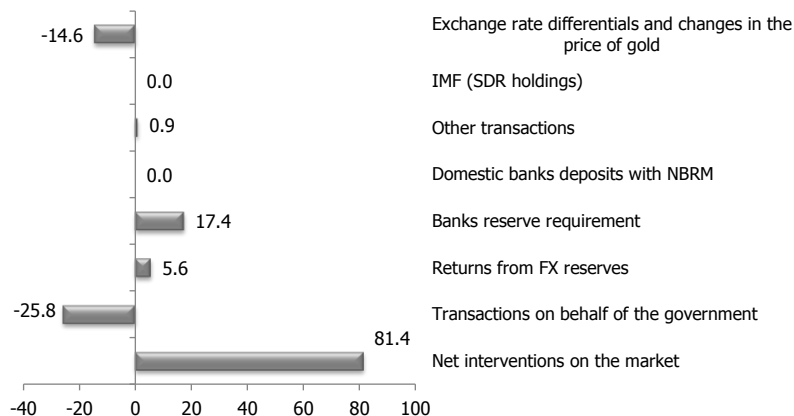 -14.6 Exchange rate differentials and changes in the
price of gold
0.0 IMF (SDR holdings)
0.9 Other transactions
0.0 Domestic banks deposits with NBRM
17.4 Banks reserve requirement
5.6 Returns from FX reserves
-25.8 Transactions on behalf of the government
81.4 Net interventions on the market
-40 -20 0 20 40 60 80 100